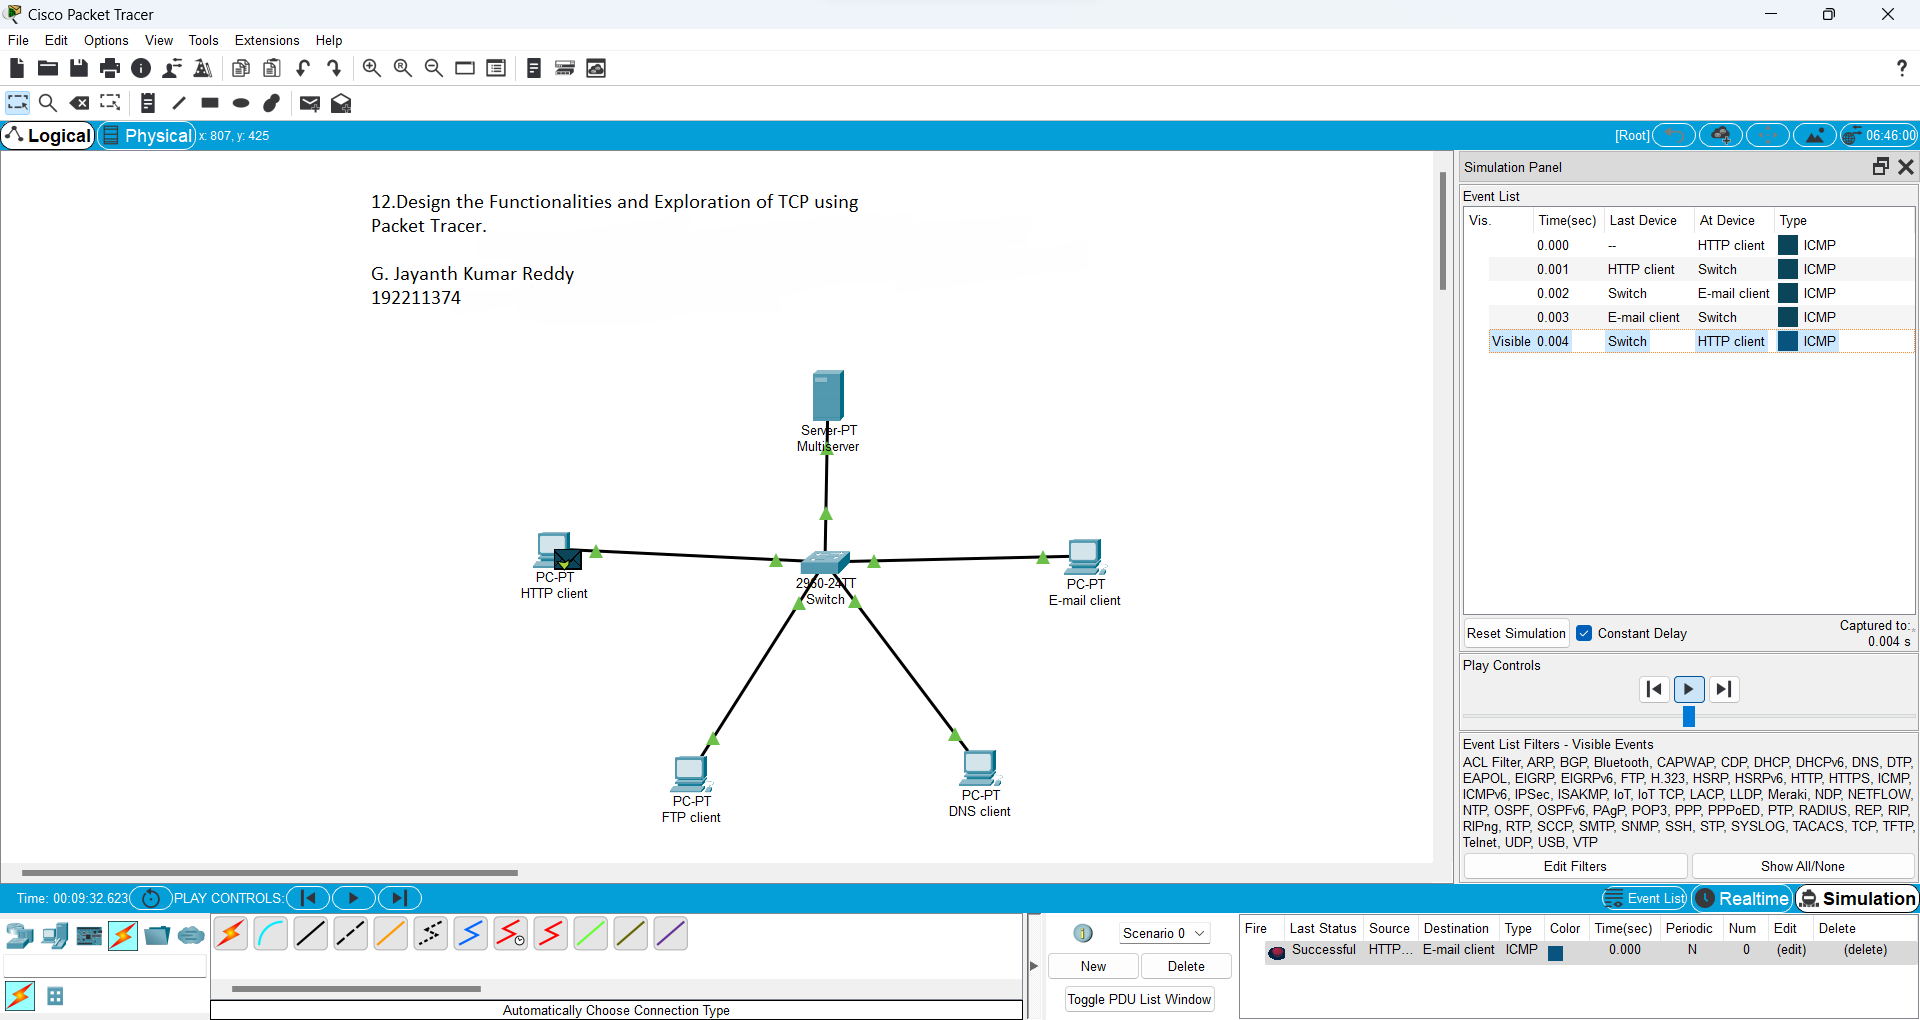 Cisco Packet Tracer
File Edit Options View Tools Extensions Help
Logical Physical x: 807, y: 425 [Root] 06:46:00
12.Design the Functionalities and Exploration of TCP using
Packet Tracer.
G. Jayanth Kumar Reddy
192211374
Server-PT
Multiserver
PC-PT
HTTP client
2960-24TT
Switch
PC-PT
E-mail client
PC-PT
FTP client
PC-PT
DNS client
Simulation Panel
Event List
Vis. Time(sec) Last Device At Device Type
0.000 -- HTTP client ICMP
0.001 HTTP client Switch ICMP
0.002 Switch E-mail client ICMP
0.003 E-mail client Switch ICMP
Visible 0.004 Switch HTTP client ICMP
Reset Simulation Constant Delay Captured to:
0.004 s
Play Controls
Event List Filters - Visible Events
ACL Filter, ARP, BGP, Bluetooth, CAPWAP, CDP, DHCP, DHCPv6, DNS, DTP,
EAPOL, EIGRP, EIGRPv6, FTP, H.323, HSRP, HSRPv6, HTTP, HTTPS, ICMP,
ICMPv6, IPSec, ISAKMP, IoT, IoT TCP, LACP, LLDP, Meraki, NDP, NETFLOW,
NTP, OSPF, OSPFv6, PAgP, POP3, PPP, PPPoED, PTP, RADIUS, REP, RIP,
RIPng, RTP, SCCP, SMTP, SNMP, SSH, STP, SYSLOG, TACACS, TCP, TFTP,
Telnet, UDP, USB, VTP
Edit Filters Show All/None
Time: 00:09:32.623 PLAY CONTROLS: Event List Realtime Simulation
Scenario 0
New Delete
Toggle PDU List Window
Fire Last Status Source Destination Type Color Time(sec) Periodic Num Edit Delete
Successful HTTP... E-mail client ICMP 0.000 N 0 (edit) (delete)
Automatically Choose Connection Type